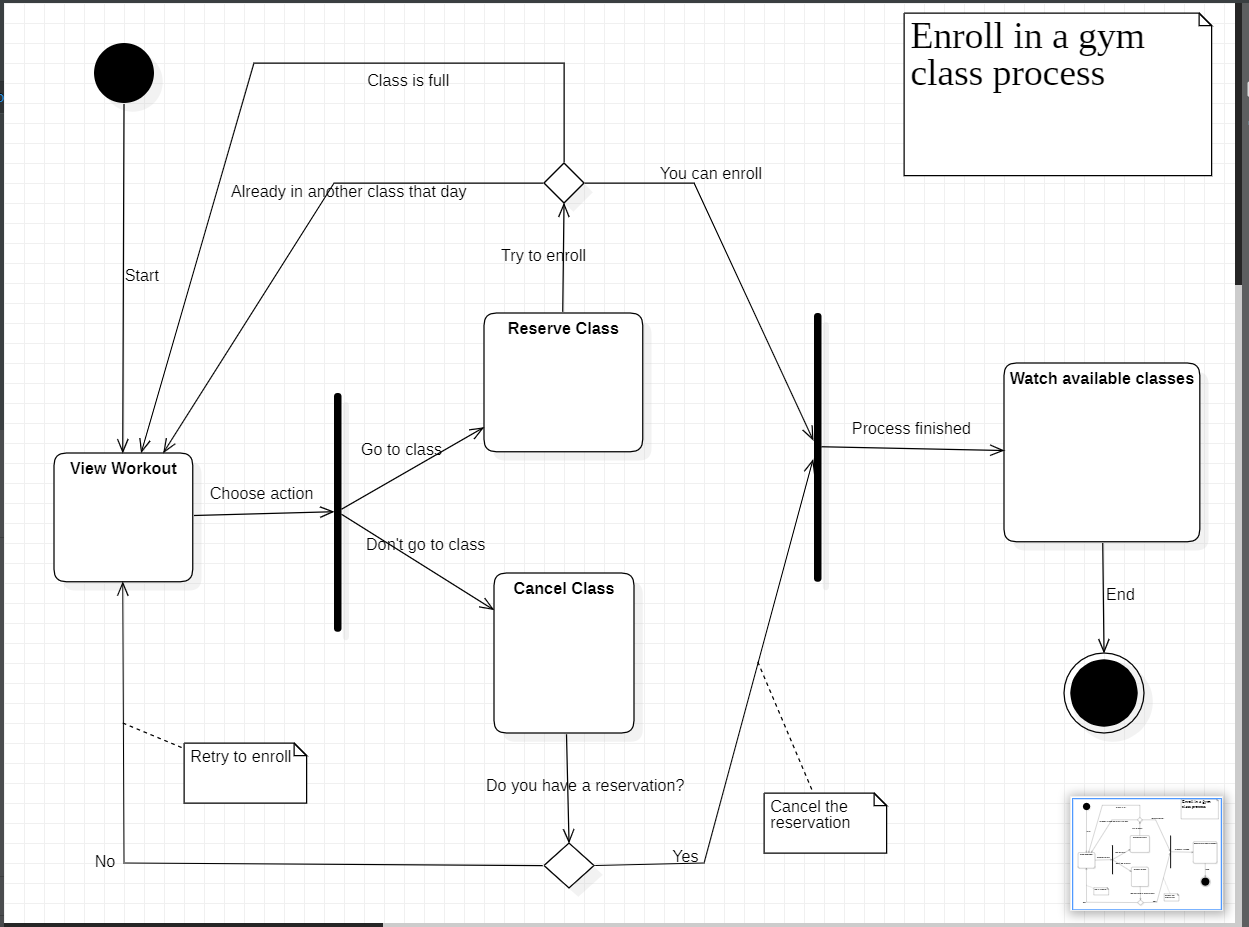 Enroll in a gym
class process
Class is full
You can enroll
Already in another class that day
Try to enroll
Start
Reserve Class
Watch available classes
Process finished
Go to class
View Workout
Choose action
Don't go to class
Cancel Class
End
Retry to enroll
Do you have a reservation?
Cancel the
reservation
No
Yes